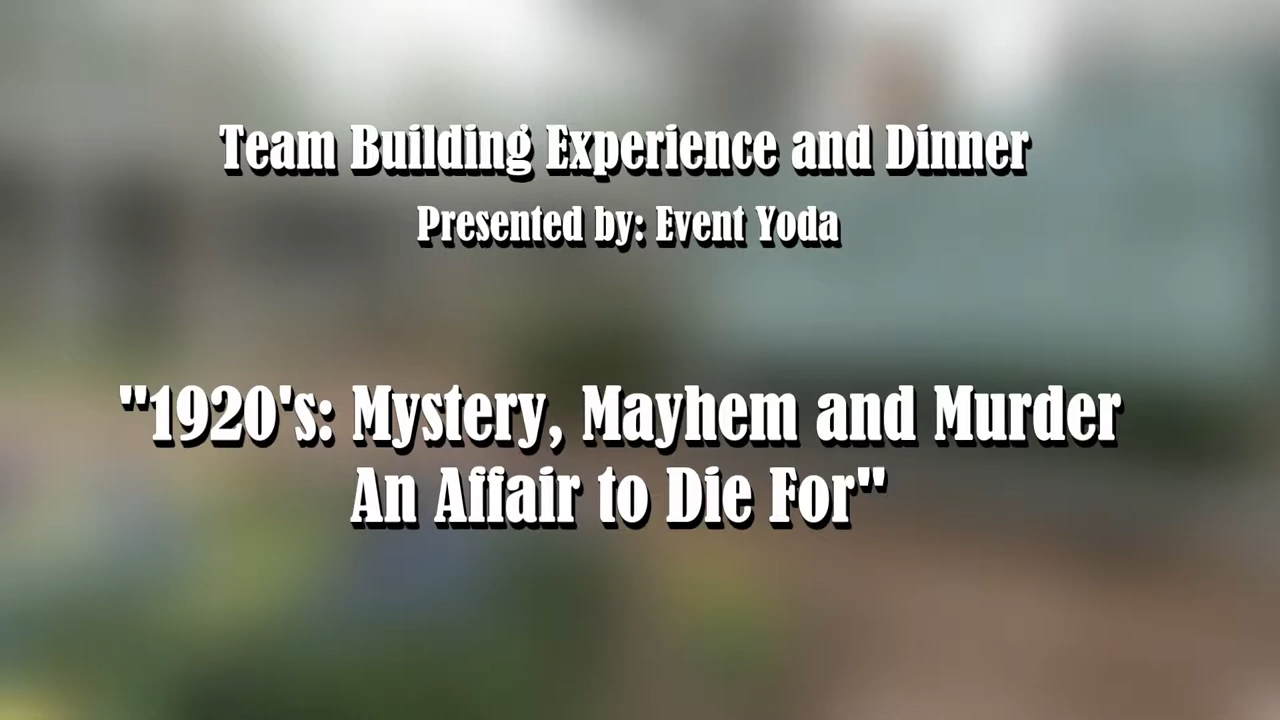 Team Building Experience and Dinner
Presented by: Event Yoda
"1920's: Mystery, Mayhem and Murder
An Affair to Die For"